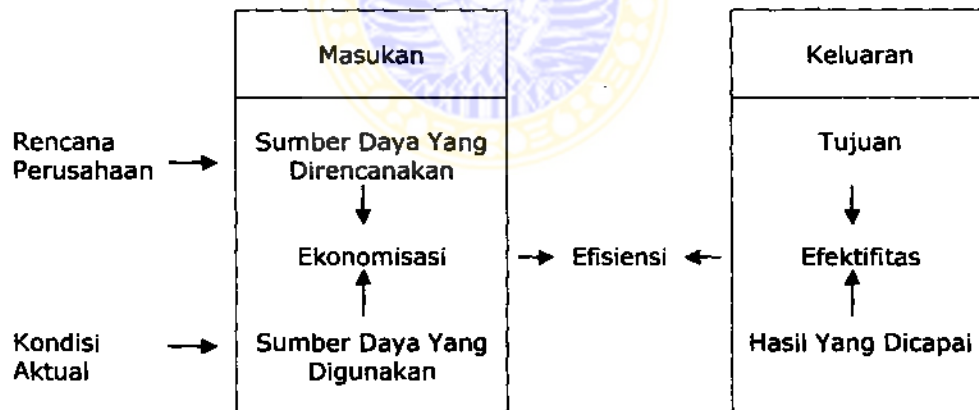 Masukan
Keluaran
Rencana
Perusahaan
Sumber Daya Yang
Direncanakan
Tujuan
Ekonomisasi
Efisiensi
Efektifitas
Kondisi
Aktual
Sumber Daya Yang
Digunakan
Hasil Yang Dicapai